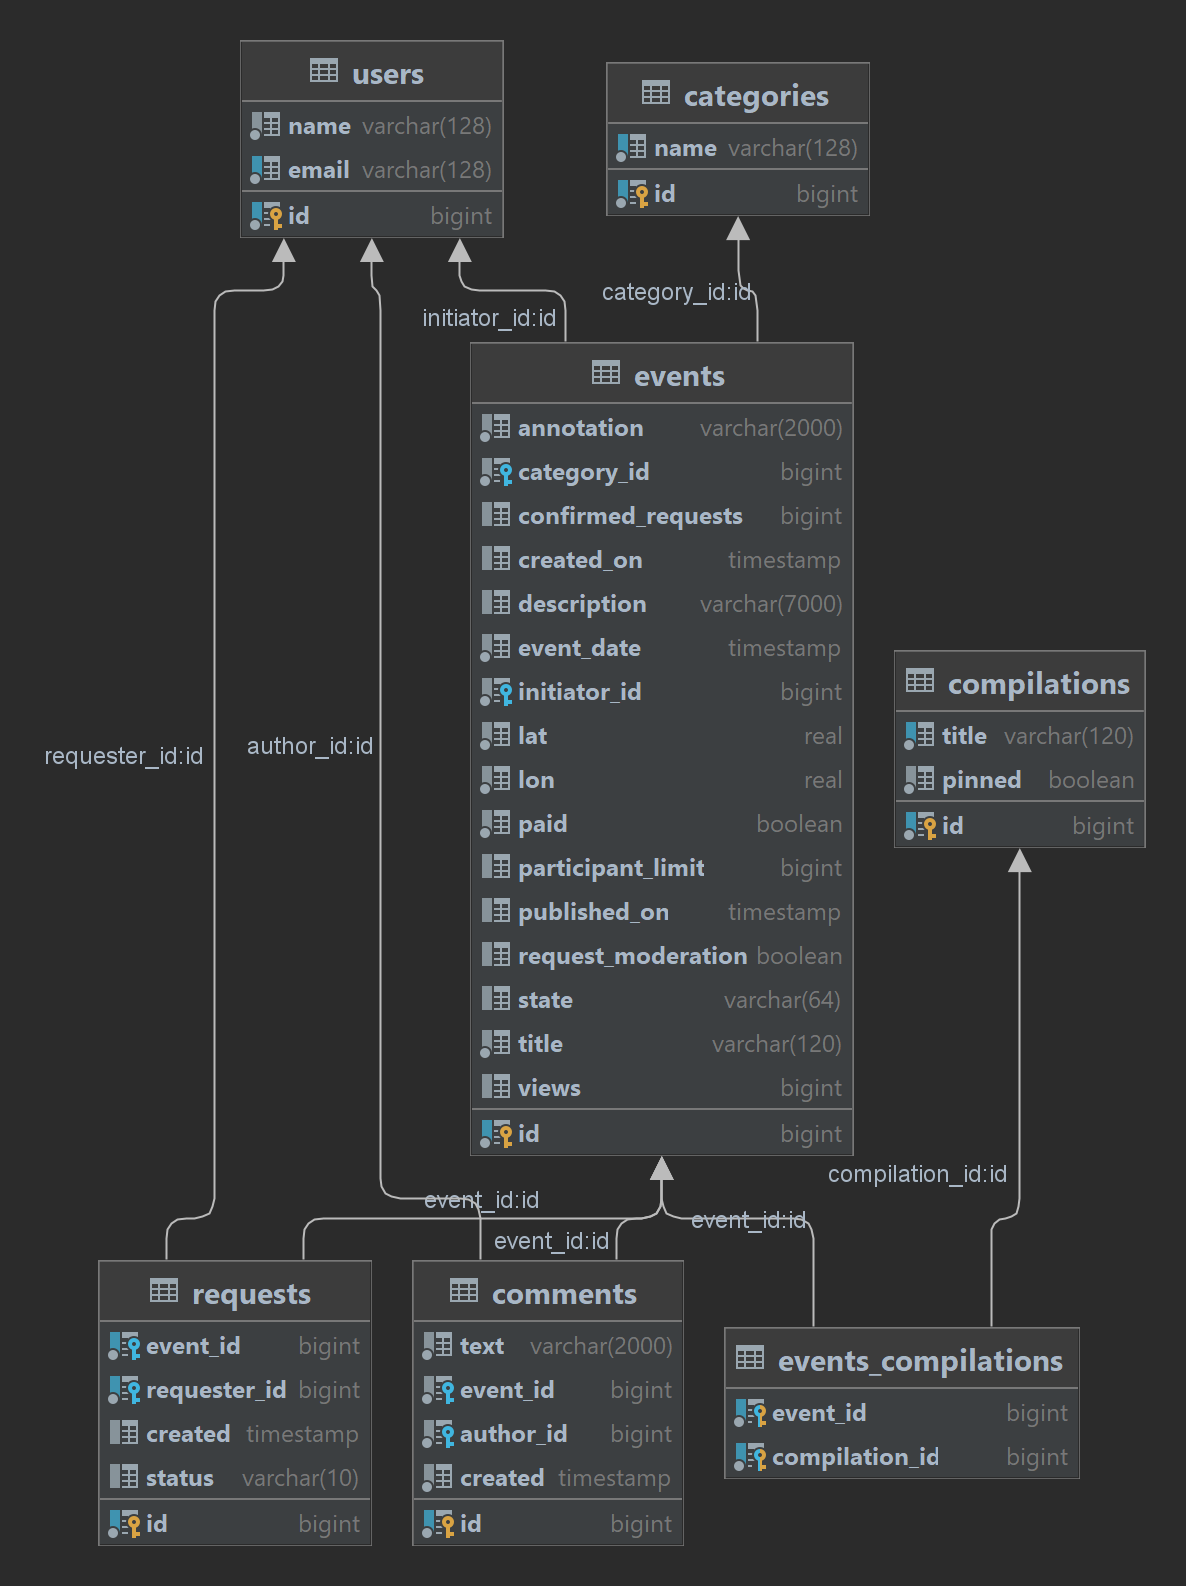 users
name varchar(128)
email varchar(128)
id bigint
categories
name varchar(128)
id bigint
category_id:id
initiator_id:id
events
annotation varchar(2000)
category_id bigint
confirmed_requests bigint
created_on timestamp
description varchar(7000)
event_date timestamp
initiator_id bigint
lat real
lon real
paid boolean
participant_limit bigint
published_on timestamp
request_moderation boolean
state varchar(64)
title varchar(120)
views bigint
id bigint
compilations
title varchar(120)
pinned boolean
id bigint
requester_id:id
author_id:id
compilation_id:id
event_id:id
event_id:id
event_id:id
requests
event_id bigint
requester_id bigint
created timestamp
status varchar(10)
id bigint
comments
text varchar(2000)
event_id bigint
author_id bigint
created timestamp
id bigint
events_compilations
event_id bigint
compilation_id bigint